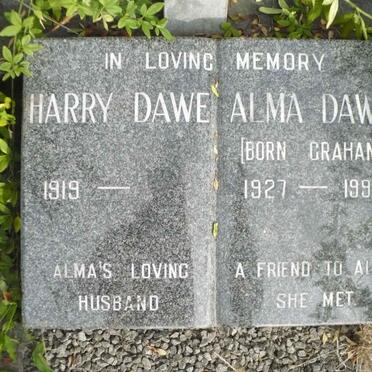 IN LOVING MEMORY
HARRY DAWE
1919 —
ALMA'S LOVING
HUSBAND
ALMA DAW
[BORN GRAHAM
1927 — 199
A FRIEND TO AL
SHE MET